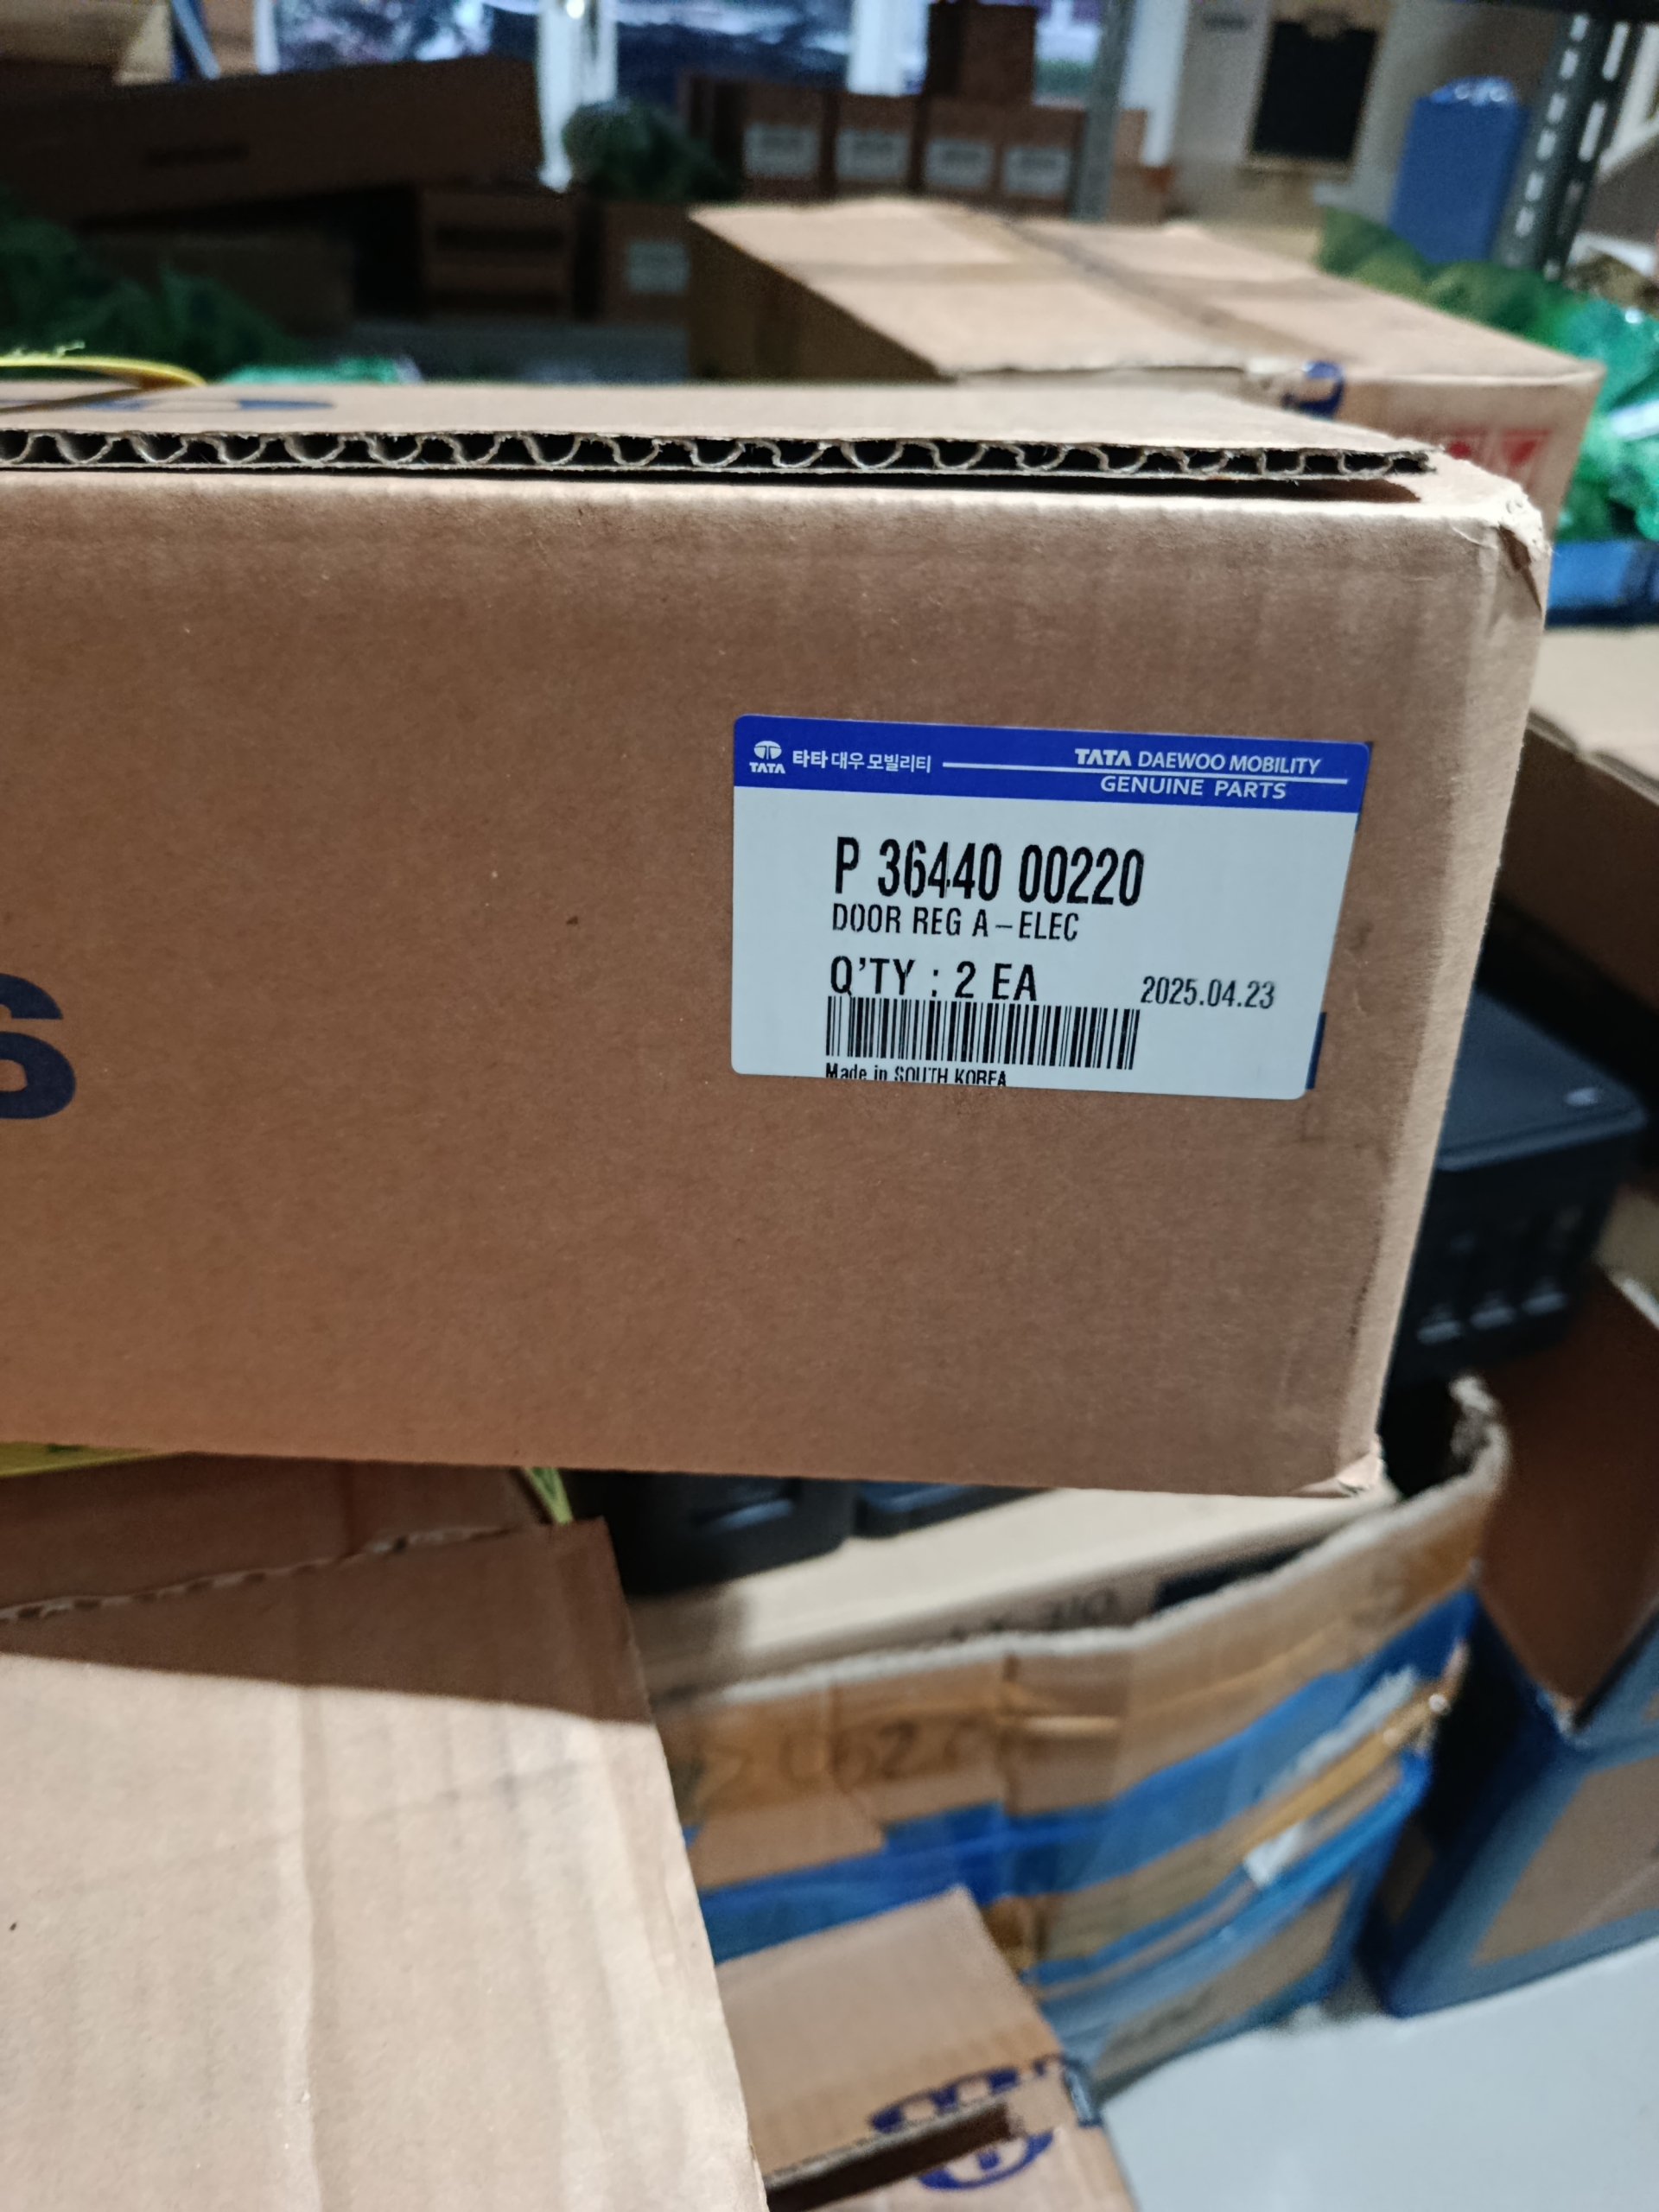 TATA
타타대우모빌리티
TATA DAEWOO MOBILITY
GENUINE PARTS
P 36440 00220
DOOR REG A-ELEC
Q'TY : 2 EA
2025.04.23
Made in SOUTH KOREA
S